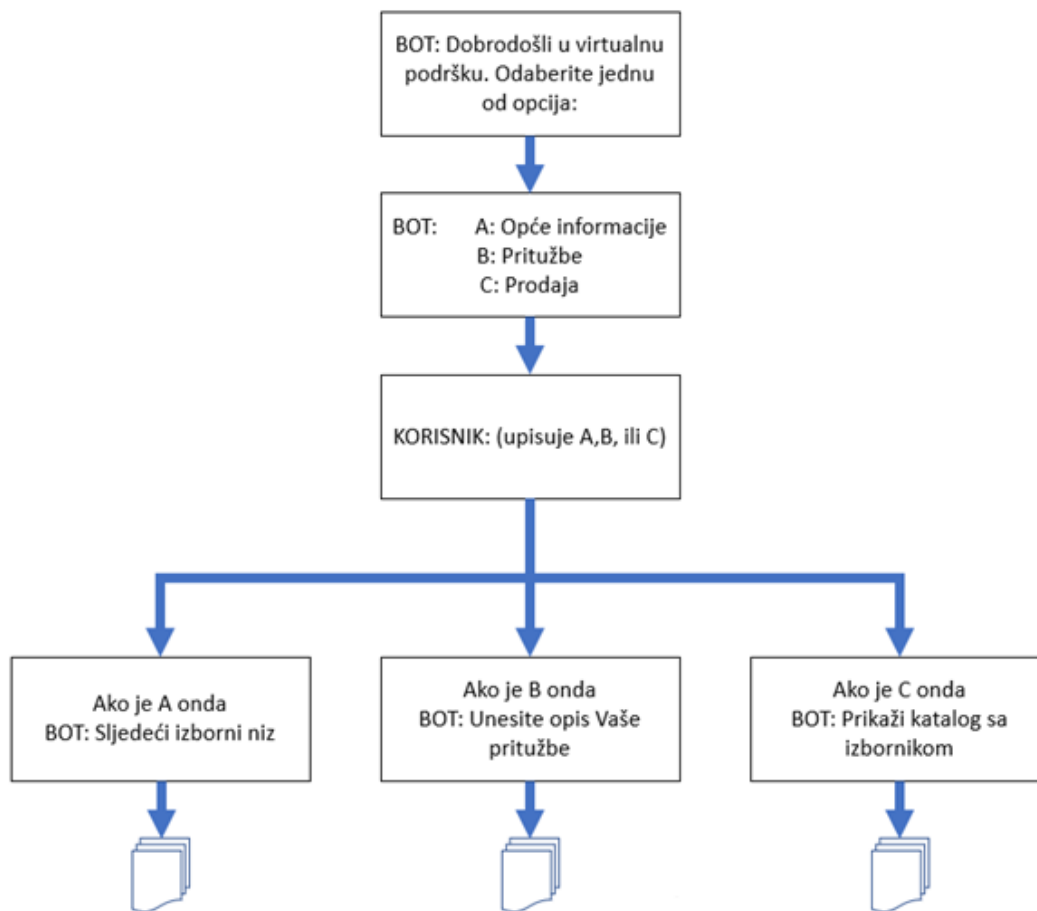 BOT: Dobrodošli u virtualnu
podršku. Odaberite jednu
od opcija:
BOT: A: Opće informacije
B: Pritužbe
C: Prodaja
KORISNIK: (upisuje A,B, ili C)
Ako je A onda
BOT: Sljedeći izborni niz
Ako je B onda
BOT: Unesite opis Vaše
pritužbe
Ako je C onda
BOT: Prikaži katalog sa
izbornikom